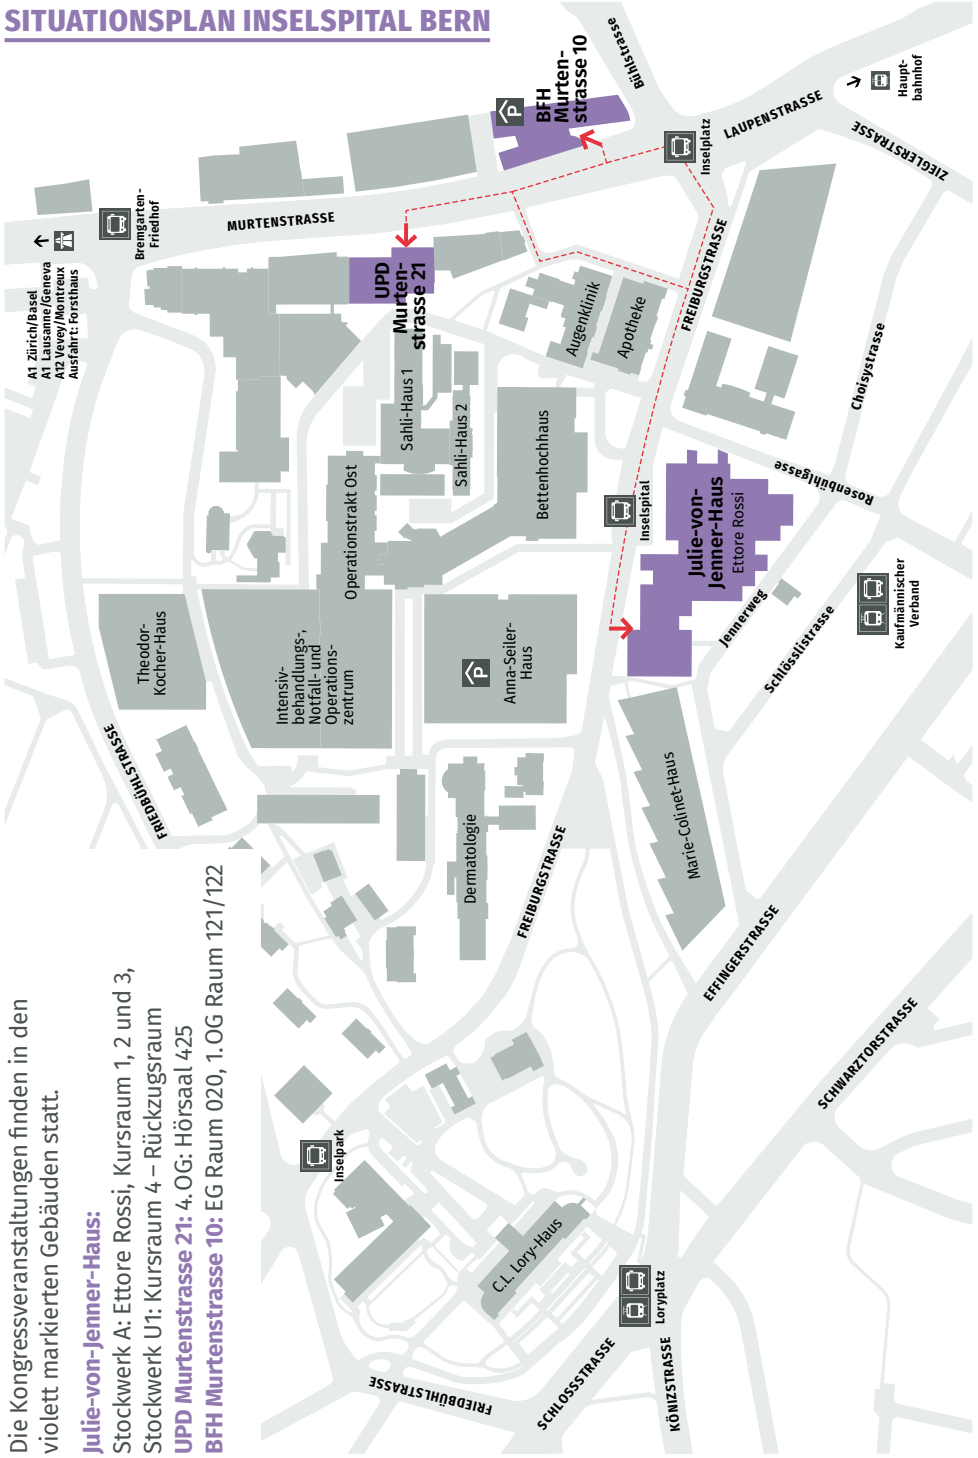 SITUATIONSPLAN INSELSPITAL BERN
Die Kongressveranstaltungen finden in den
violett markierten Gebäuden statt.
Julie-von-Jenner-Haus:
Stockwerk A: Ettore Rossi, Kursraum 1, 2 und 3,
Stockwerk U1: Kursraum 4 – Rückzugsraum
UPD Murtenstrasse 21: 4. OG: Hörsaal 425
BFH Murtenstrasse 10: EG Raum 020, 1. OG Raum 121/122
A1 Zürich/Basel
A1 Lausanne/Geneva
A12 Vevey/Montreux
Ausfahrt: Forsthaus
Bremgarten-
Friedhof
MURTENSTRASSE
P
BFH
Murten-
strasse 10
Bühlstrasse
Inselplatz
LAUPENSTRASSE
Haupt-
bahnhof
ZIEGLERSTRASSE
UPD
Murten-
strasse 21
Augenklinik
Apotheke
FREIBURGSTRASSE
Choisystrasse
Sahli-Haus 1
Sahli-Haus 2
Bettenhochhaus
Operationstrakt Ost
Inselspital
Julie-von-
Jenner-Haus
Ettore Rossi
Rosenbühlgasse
Jennerweg
Schlösslistrasse
Kaufmännischer
Verband
Theodor-
Kocher-Haus
Intensiv-
behandlungs-,
Notfall- und
Operations-
zentrum
P
Anna-Seiler-
Haus
FRIEDBÜHLSTRASSE
Dermatologie
FREIBURGSTRASSE
Marie-Colinet-Haus
EFFINGERSTRASSE
SCHWARZTORSTRASSE
Inselpark
C.L. Lory-Haus
Loryplatz
FRIEDBÜHLSTRASSE
SCHLOSSSTRASSE
KÖNIZSTRASSE